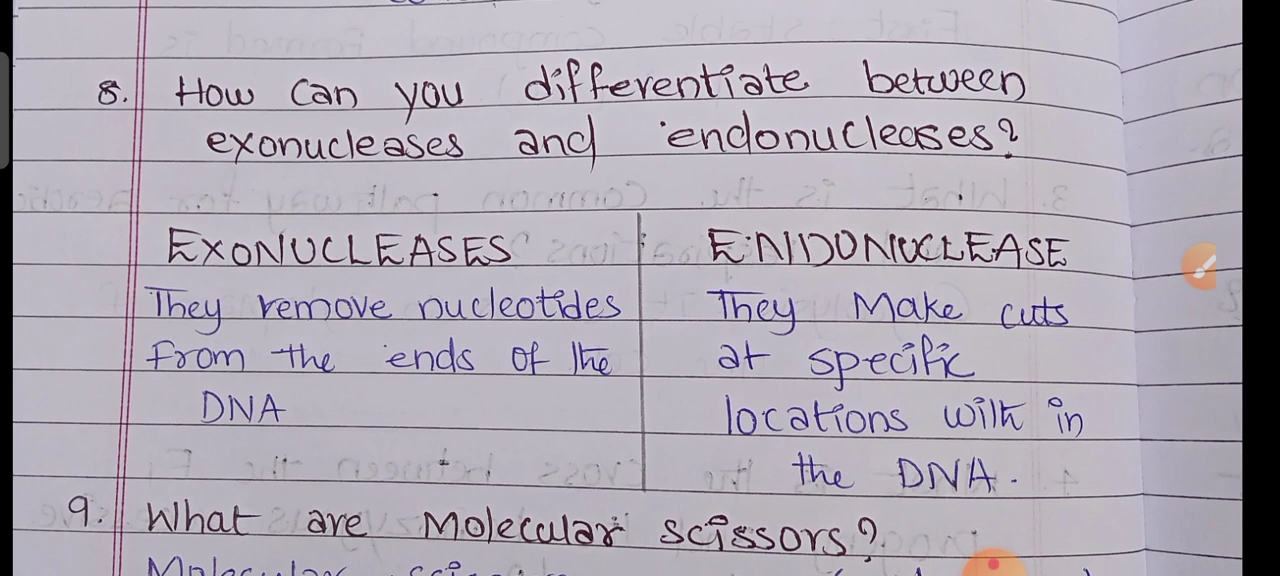 8. How can you differentiate between
exonucleases and endonucleases?
EXONUCLEASES
They remove nucleotides
from the ends of the
DNA
ENDONUCLEASE
They Make cuts
at specific
locations with in
the DNA.
9. What are Molecular scissors?